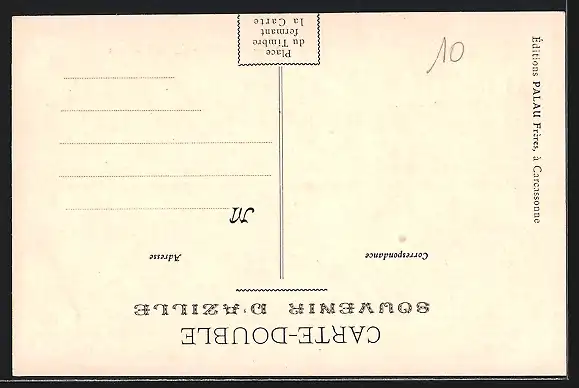 CARTE-DOUBLE
SOUVENIR D'AZILLE
Correspondance
Adresse
M
Place
du Timbre
fermant
la Carte
Éditions PALAU Frères, à Carcassonne
10